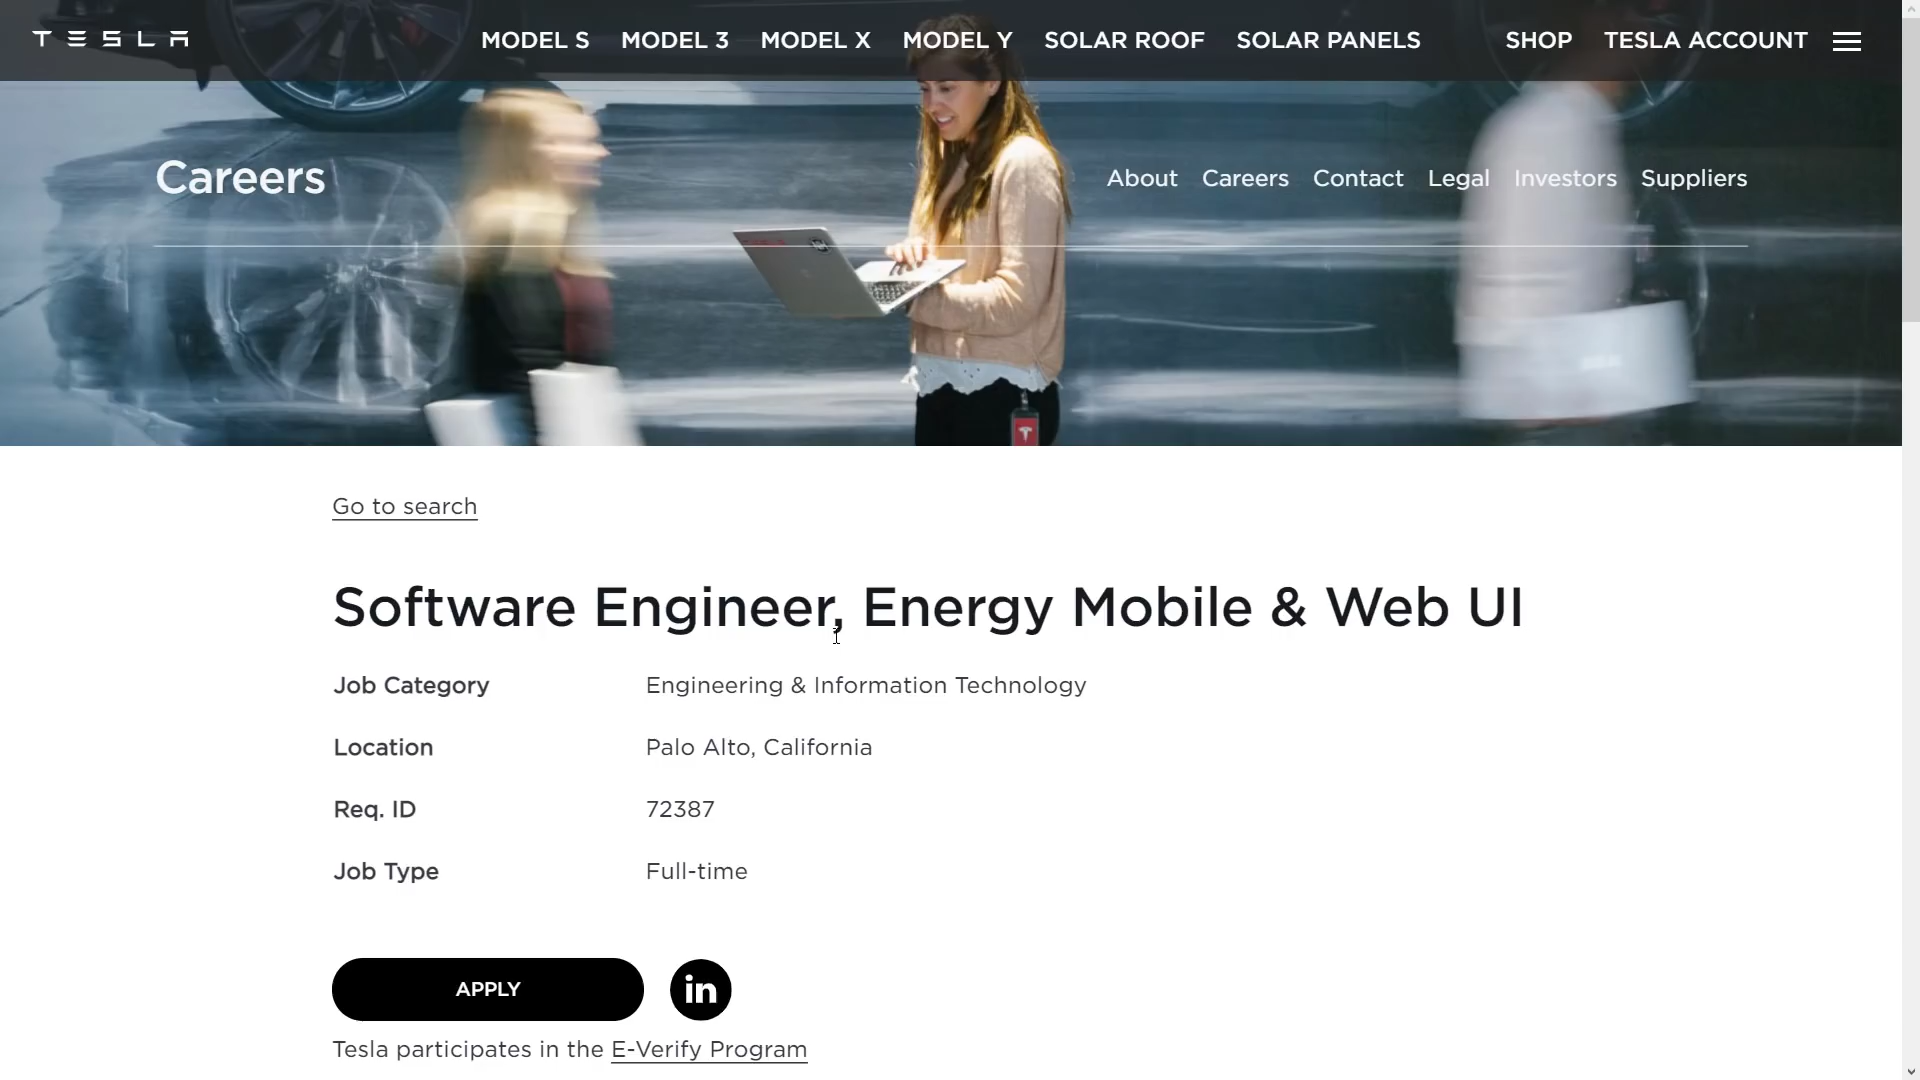 TESLA MODEL S MODEL 3 MODEL X MODEL Y SOLAR ROOF SOLAR PANELS SHOP TESLA ACCOUNT
Careers About Careers Contact Legal Investors Suppliers
Go to search
Software Engineer, Energy Mobile & Web UI
Job Category Engineering & Information Technology
Location Palo Alto, California
Req. ID 72387
Job Type Full-time
APPLY in
Tesla participates in the E-Verify Program